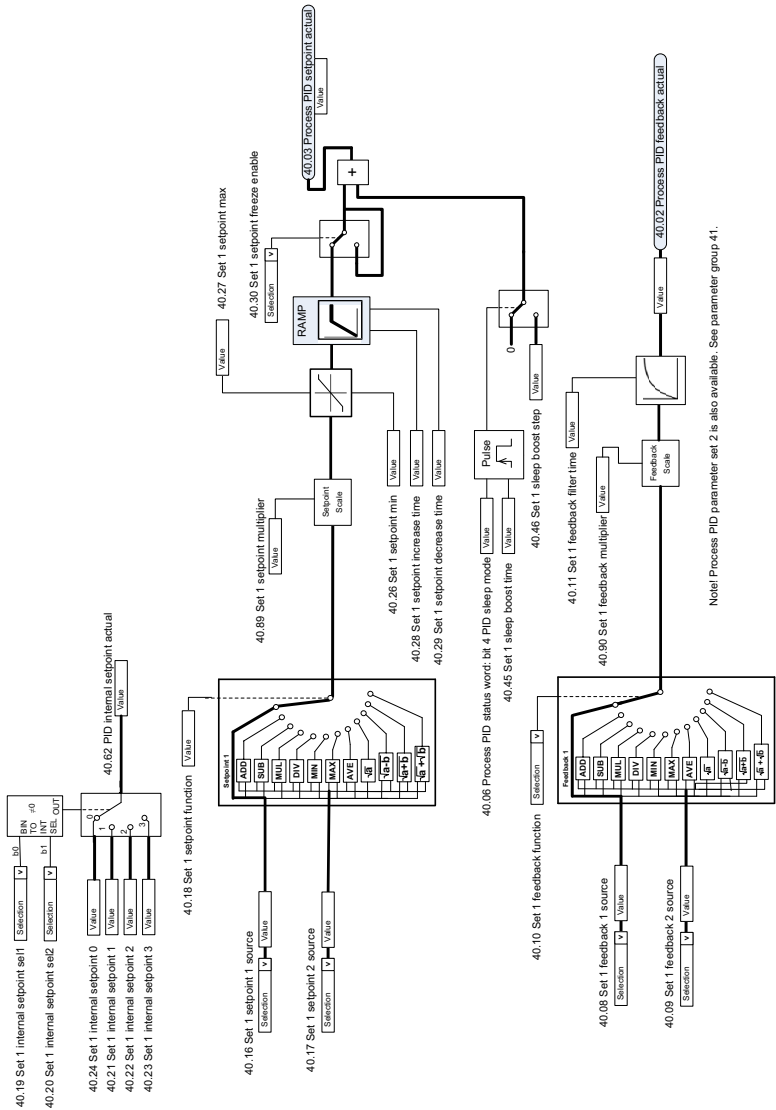 40.19 Set 1 internal setpoint sel1
Selection v
b0
40.20 Set 1 internal setpoint sel2
Selection v
b1
BIN
TO
INT
SEL
≠0
OUT
40.24 Set 1 internal setpoint 0
Value
0
40.21 Set 1 internal setpoint 1
Value
1
40.22 Set 1 internal setpoint 2
Value
2
40.23 Set 1 internal setpoint 3
Value
3
40.62 PID internal setpoint actual
Value
40.18 Set 1 setpoint function
Value
40.16 Set 1 setpoint 1 source
Selection v
Value
40.17 Set 1 setpoint 2 source
Selection v
Value
Setpoint 1
ADD
SUB
MUL
DIV
MIN
MAX
AVE
√a
√a-b
√a+b
√a+√b
40.89 Set 1 setpoint multiplier
Value
Setpoint
Scale
40.27 Set 1 setpoint max
Value
40.26 Set 1 setpoint min
Value
40.28 Set 1 setpoint increase time
Value
40.29 Set 1 setpoint decrease time
Value
RAMP
40.30 Set 1 setpoint freeze enable
Selection v
+
40.03 Process PID setpoint actual
Value
40.06 Process PID status word: bit 4 PID sleep mode
Value
40.45 Set 1 sleep boost time
Value
Pulse
0
40.46 Set 1 sleep boost step
Value
40.10 Set 1 feedback function
Selection v
40.08 Set 1 feedback 1 source
Selection v
Value
40.09 Set 1 feedback 2 source
Selection v
Value
Feedback 1
ADD
SUB
MUL
DIV
MIN
MAX
AVE
√a
√a-b
√a+b
√a+√b
40.90 Set 1 feedback multiplier
Value
Feedback
Scale
40.11 Set 1 feedback filter time
Value
Value
40.02 Process PID feedback actual
Note! Process PID parameter set 2 is also available. See parameter group 41.